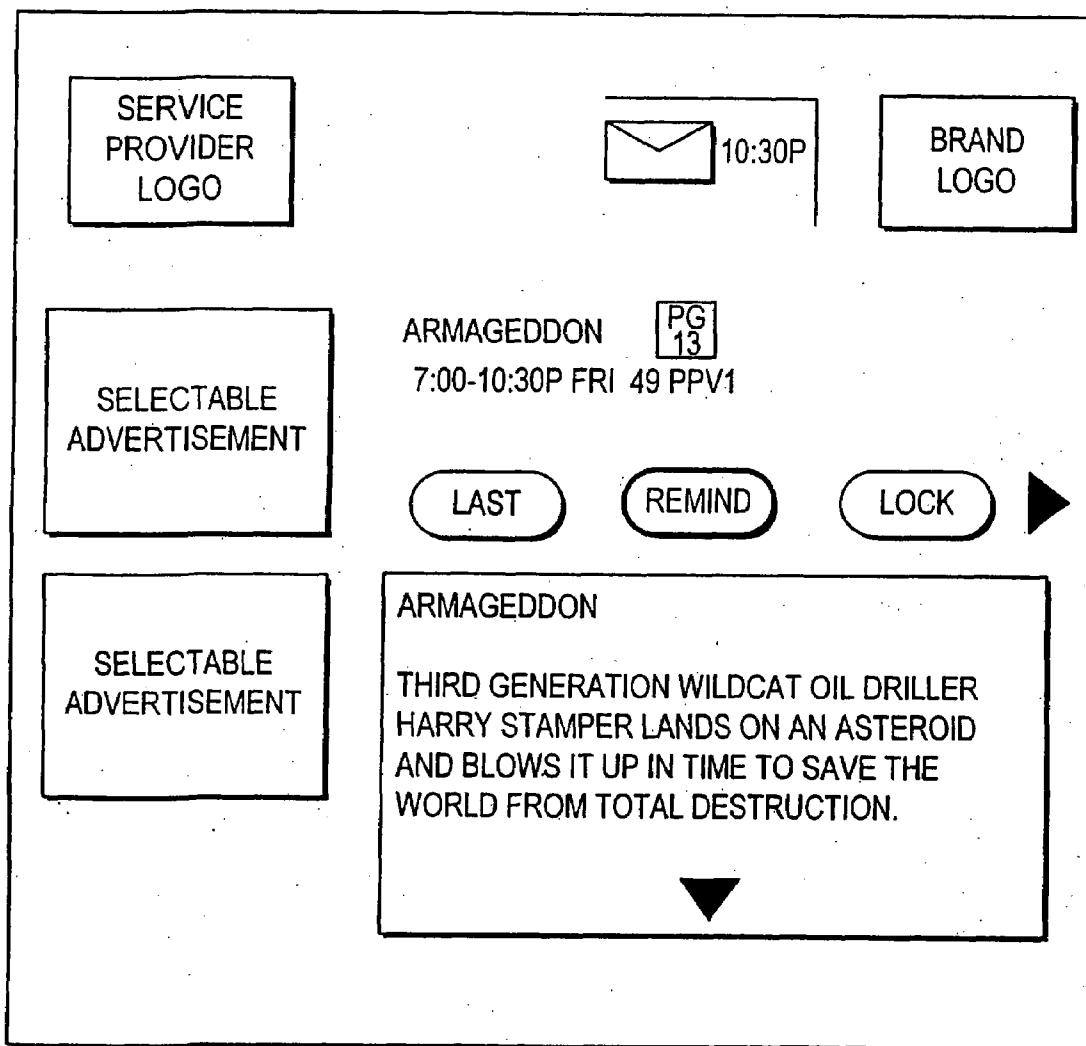 SERVICE
PROVIDER
LOGO
10:30P
BRAND
LOGO
SELECTABLE
ADVERTISEMENT
ARMAGEDDON
PG
13
7:00-10:30P FRI 49 PPV1
LAST
REMIND
LOCK
SELECTABLE
ADVERTISEMENT
ARMAGEDDON
THIRD GENERATION WILDCAT OIL DRILLER
HARRY STAMPER LANDS ON AN ASTEROID
AND BLOWS IT UP IN TIME TO SAVE THE
WORLD FROM TOTAL DESTRUCTION.